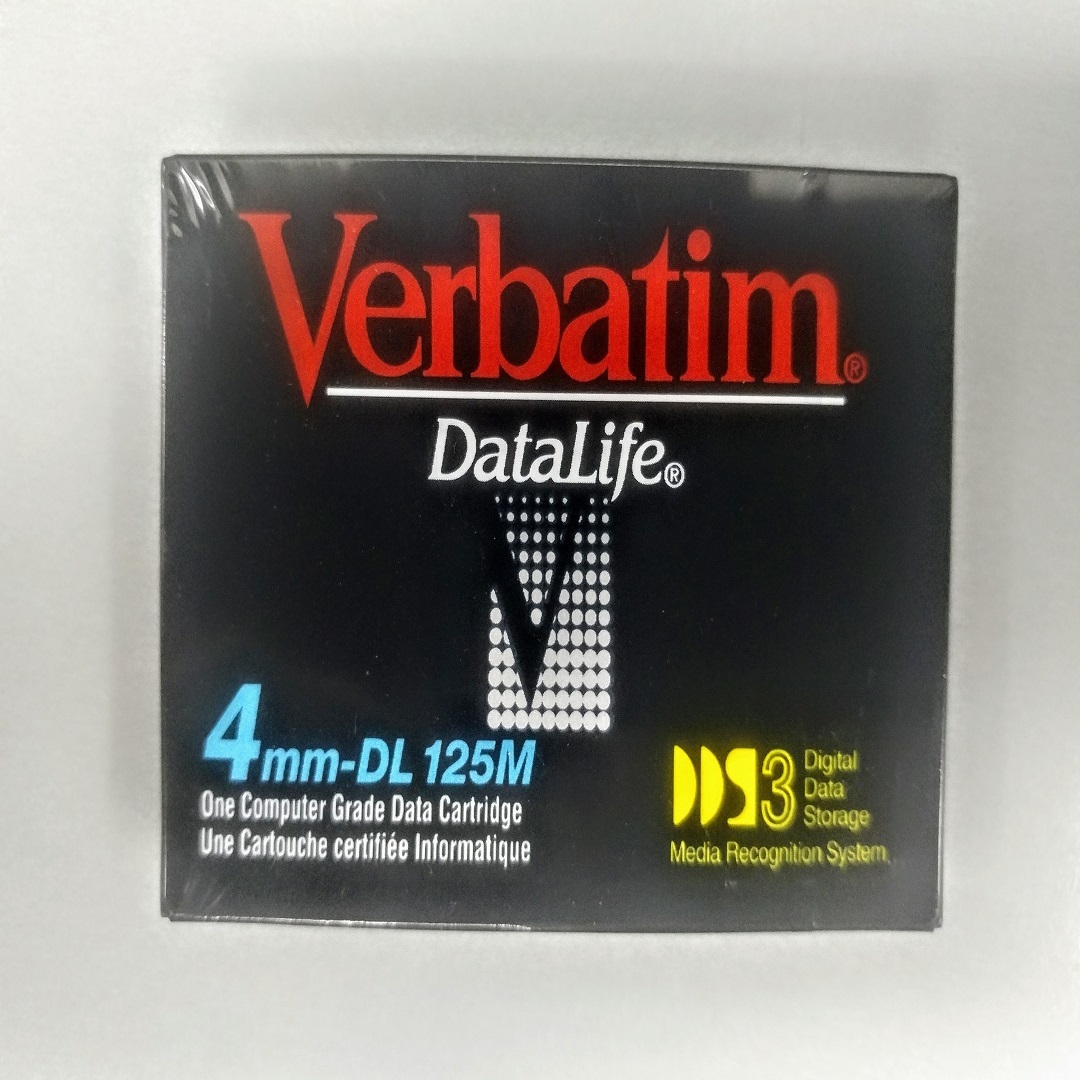 Verbatim®
DataLife®
4mm-DL 125M
One Computer Grade Data Cartridge
Une Cartouche certifiée Informatique
DDS3 Digital
Data
Storage
Media Recognition System